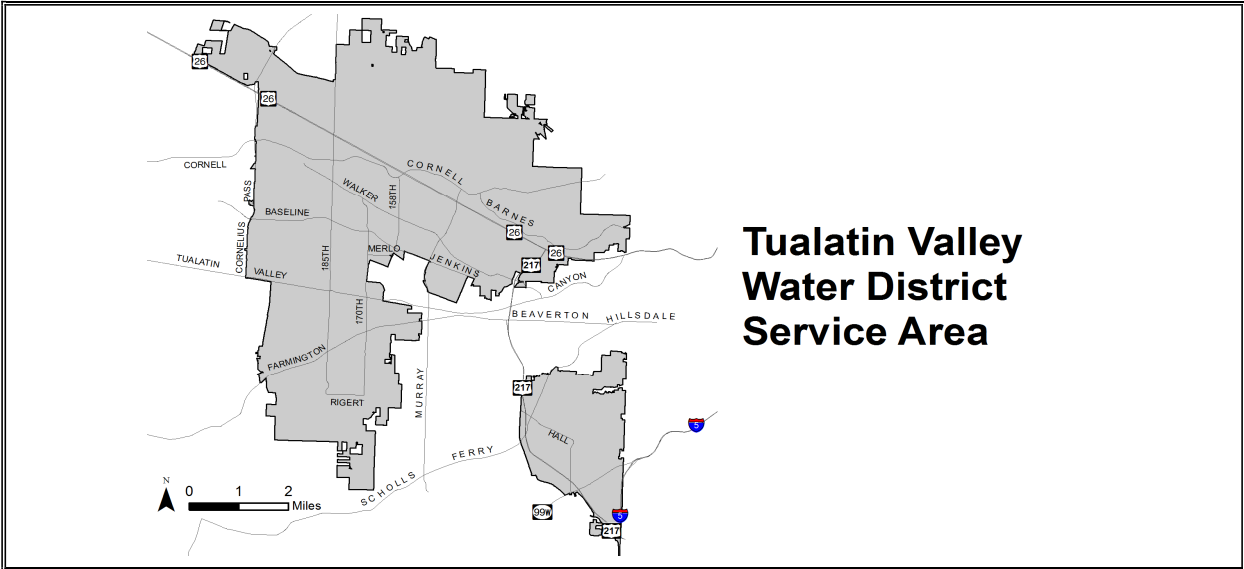 26
26
CORNELL
CORNELL
PASS
WALKER
158TH
BARNES
BASELINE
26
CORNELIUS
185TH
MERLO
26
217
TUALATIN
VALLEY
JENKINS
CANYON
170TH
BEAVERTON
HILLSDALE
FARMINGTON
217
MURRAY
RIGERT
HALL
5
SCHOLLS
FERRY
99W
5
217
N
0 1 2
Miles
Tualatin Valley
Water District
Service Area